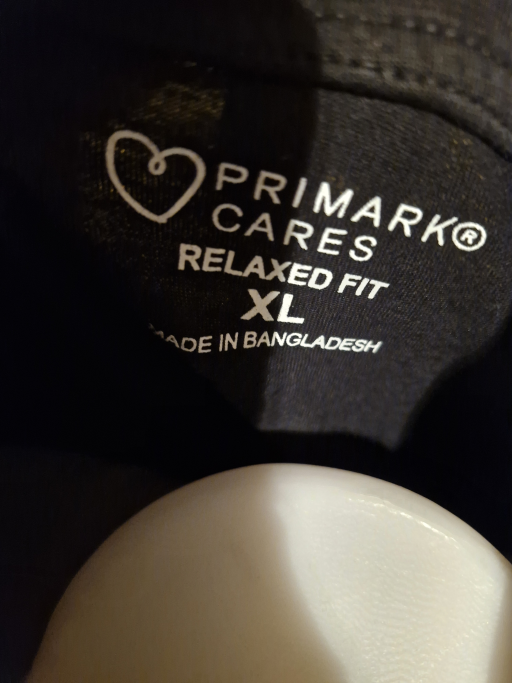 PRIMARK®
CARES
RELAXED FIT
XL
MADE IN BANGLADESH